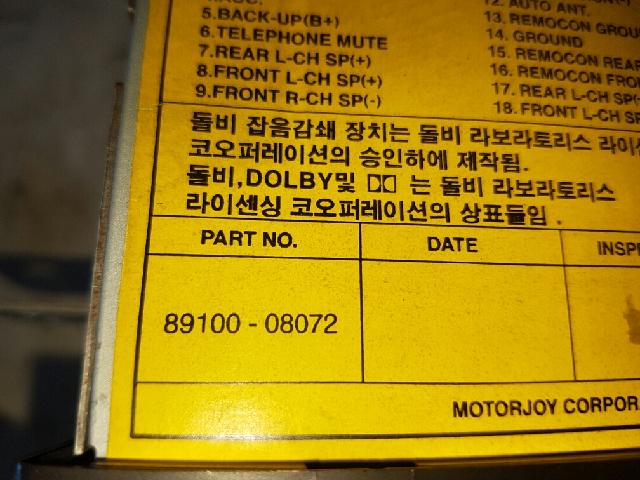 5.BACK-UP(B+)
6.TELEPHONE MUTE
7.REAR L-CH SP(+)
8.FRONT L-CH SP(+)
9.FRONT R-CH SP(-)
12. AUTO ANT.
13. REMOCON GROU
14. GROUND
15. REMOCON REAR
16. REMOCON FRO
17. REAR L-CH SP
18. FRONT L-CH SP
돌비 잡음감쇄 장치는 돌비 라보라토리스 라이
코오퍼레이션의 승인하에 제작됨.
돌비,DOLBY및 는 돌비 라보라토리스
라이센싱 코오퍼레이션의 상표들임 .
PART NO. DATE INSPE
89100 - 08072
MOTORJOY CORPOR